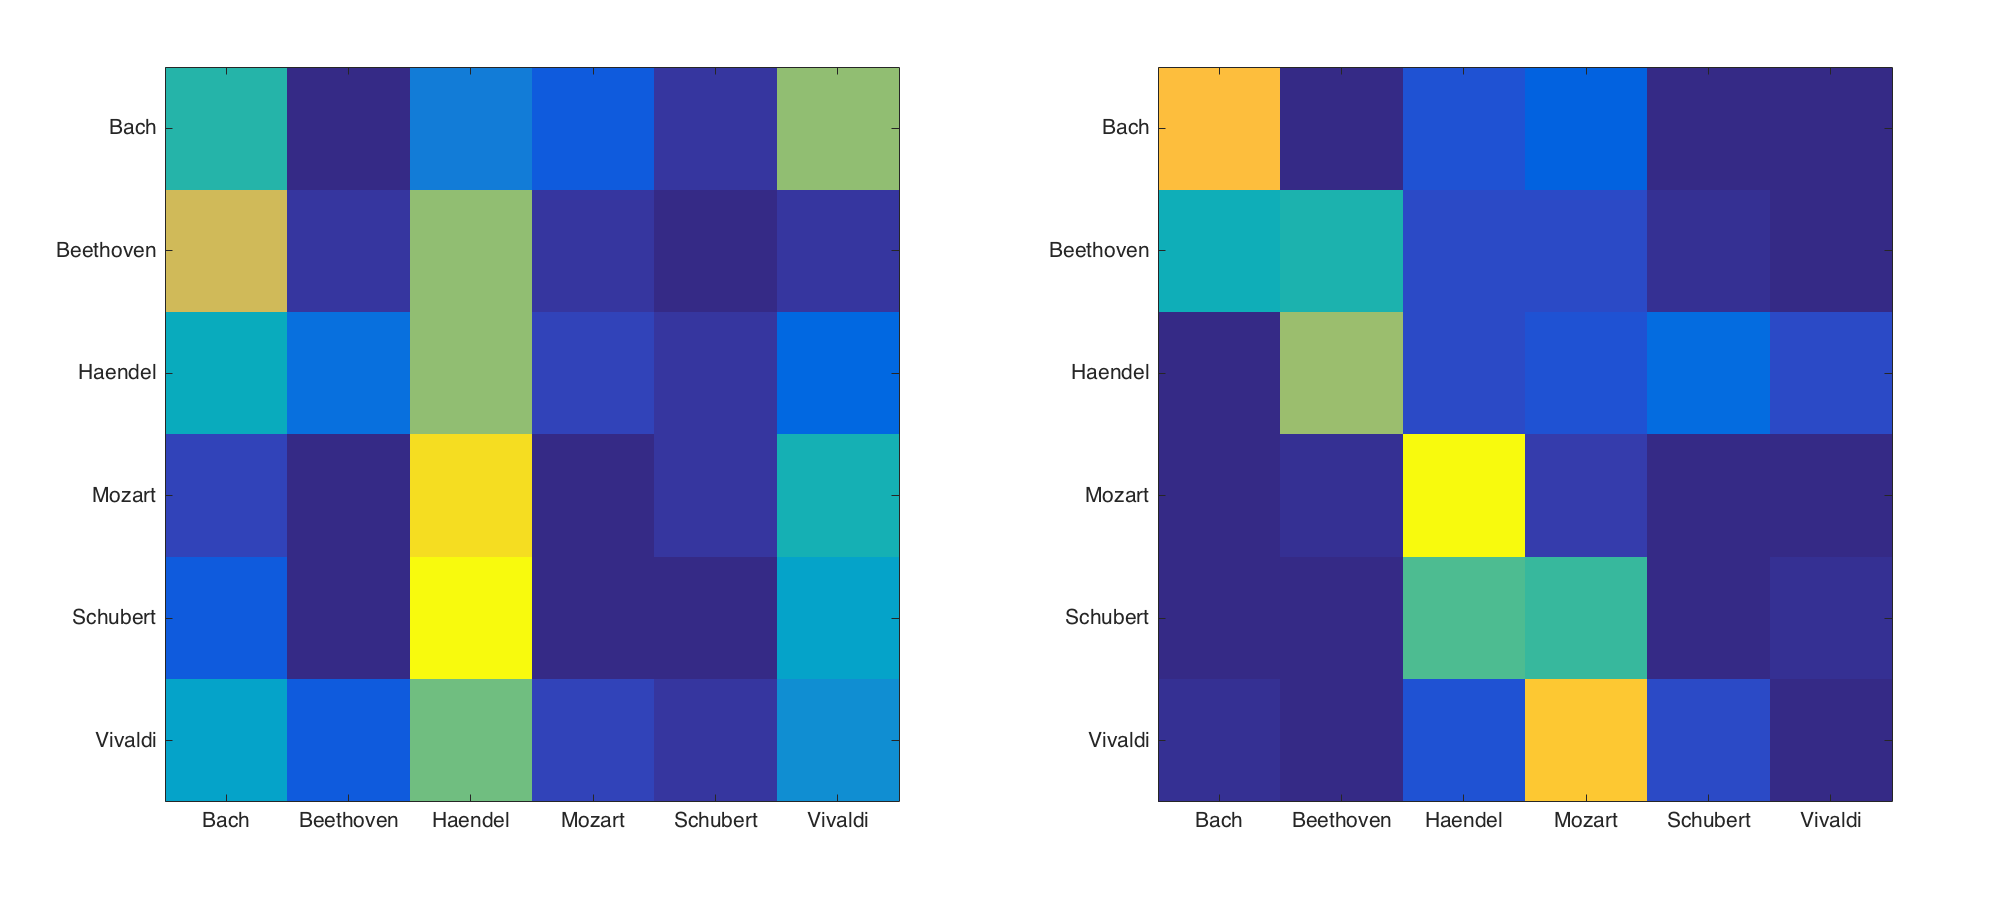 Bach
Beethoven
Haendel
Mozart
Schubert
Vivaldi
Bach Beethoven Haendel Mozart Schubert Vivaldi
Bach
Beethoven
Haendel
Mozart
Schubert
Vivaldi
Bach Beethoven Haendel Mozart Schubert Vivaldi